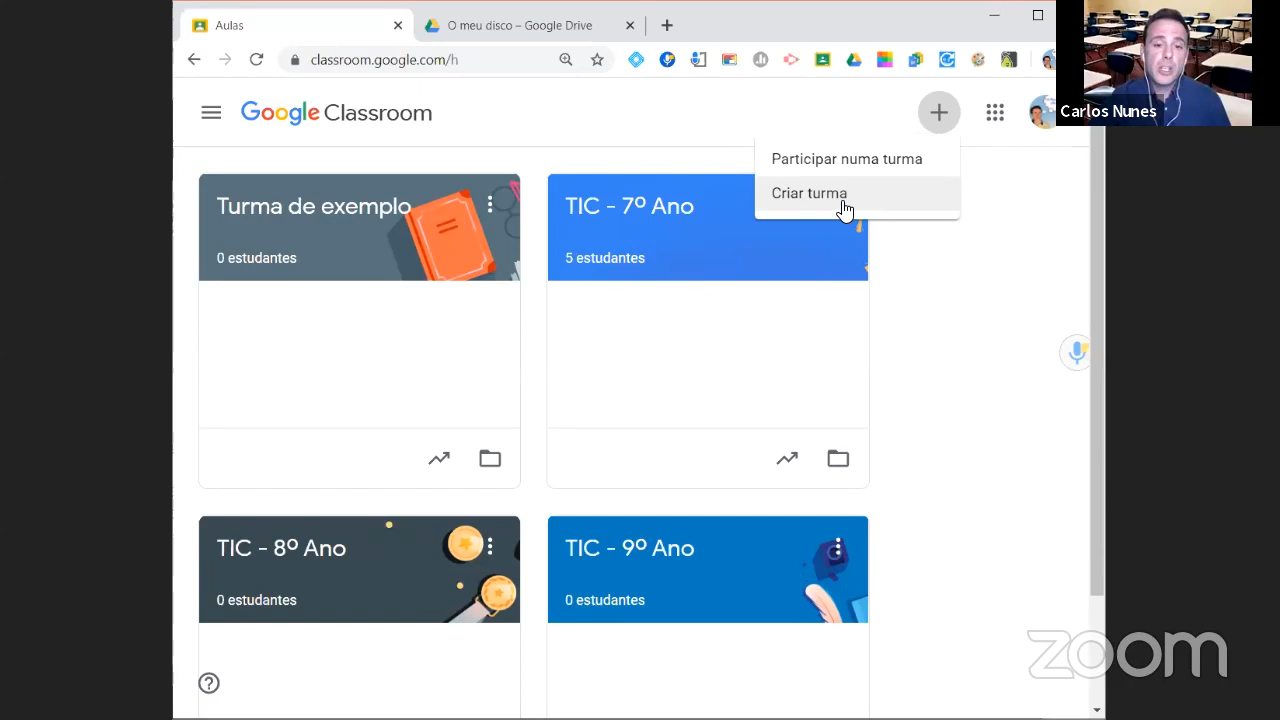 Aulas
O meu disco – Google Drive
classroom.google.com/h
Google Classroom
Carlos Nunes
Participar numa turma
Criar turma
Turma de exemplo
0 estudantes
TIC - 7º Ano
5 estudantes
TIC - 8º Ano
0 estudantes
TIC - 9º Ano
0 estudantes
zoom